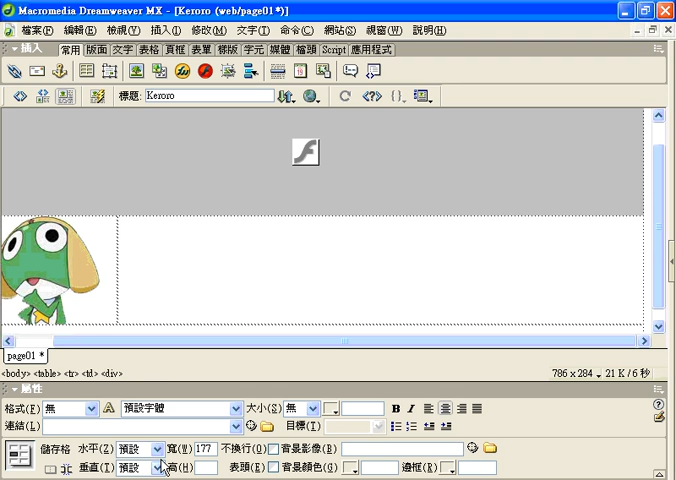 Macromedia Dreamweaver MX - [Keroro (web/page01*)]
檔案(F) 編輯(E) 檢視(V) 插入(I) 修改(M) 文字(T) 命令(C) 網站(S) 視窗(W) 說明(H)
插入 常用 版面 文字 表格 頁框 表單 樣版 字元 媒體 檔頭 Script 應用程式
標題: Keroro
page01 *
<body> <table> <tr> <td> <div> 786 x 284 21 K / 6 秒
屬性
格式(F) 無 預設字體 大小(S) 無 B I
連結(L) 目標(T)
儲存格 水平(Z) 預設 寬(W) 177 不換行(O) 背景影像(R)
垂直(T) 預設 高(H) 表頭(E) 背景顏色(G) 邊框(R)